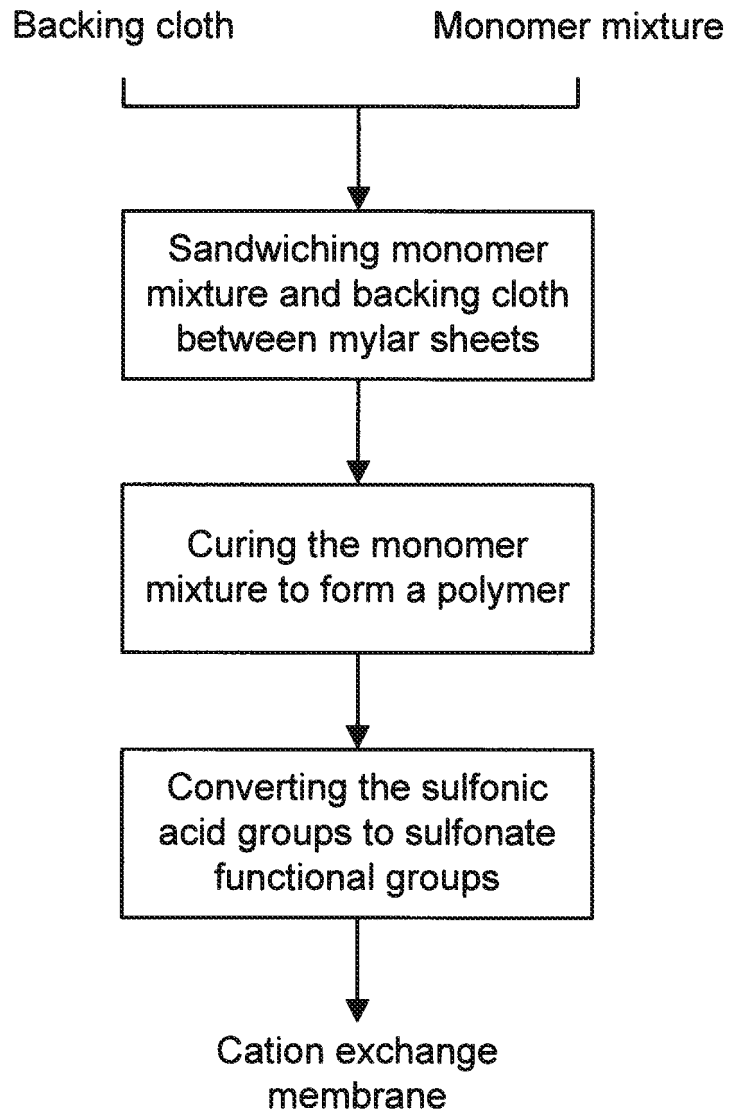 Backing cloth
Monomer mixture
Sandwiching monomer
mixture and backing cloth
between mylar sheets
Curing the monomer
mixture to form a polymer
Converting the sulfonic
acid groups to sulfonate
functional groups
Cation exchange
membrane